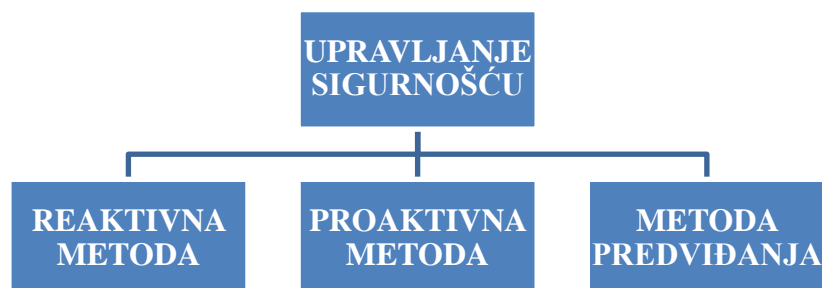 UPRAVLJANJE
SIGURNOŠĆU
REAKTIVNA
METODA
PROAKTIVNA
METODA
METODA
PREDVIĐANJA